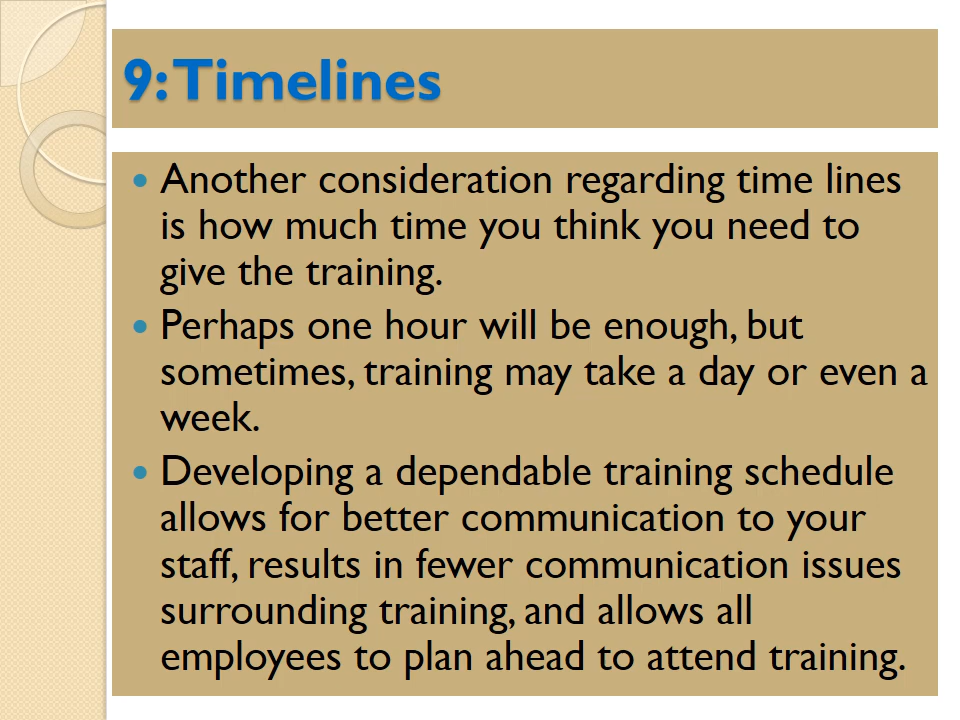 9: Timelines
Another consideration regarding time lines
is how much time you think you need to
give the training.
Perhaps one hour will be enough, but
sometimes, training may take a day or even a
week.
Developing a dependable training schedule
allows for better communication to your
staff, results in fewer communication issues
surrounding training, and allows all
employees to plan ahead to attend training.